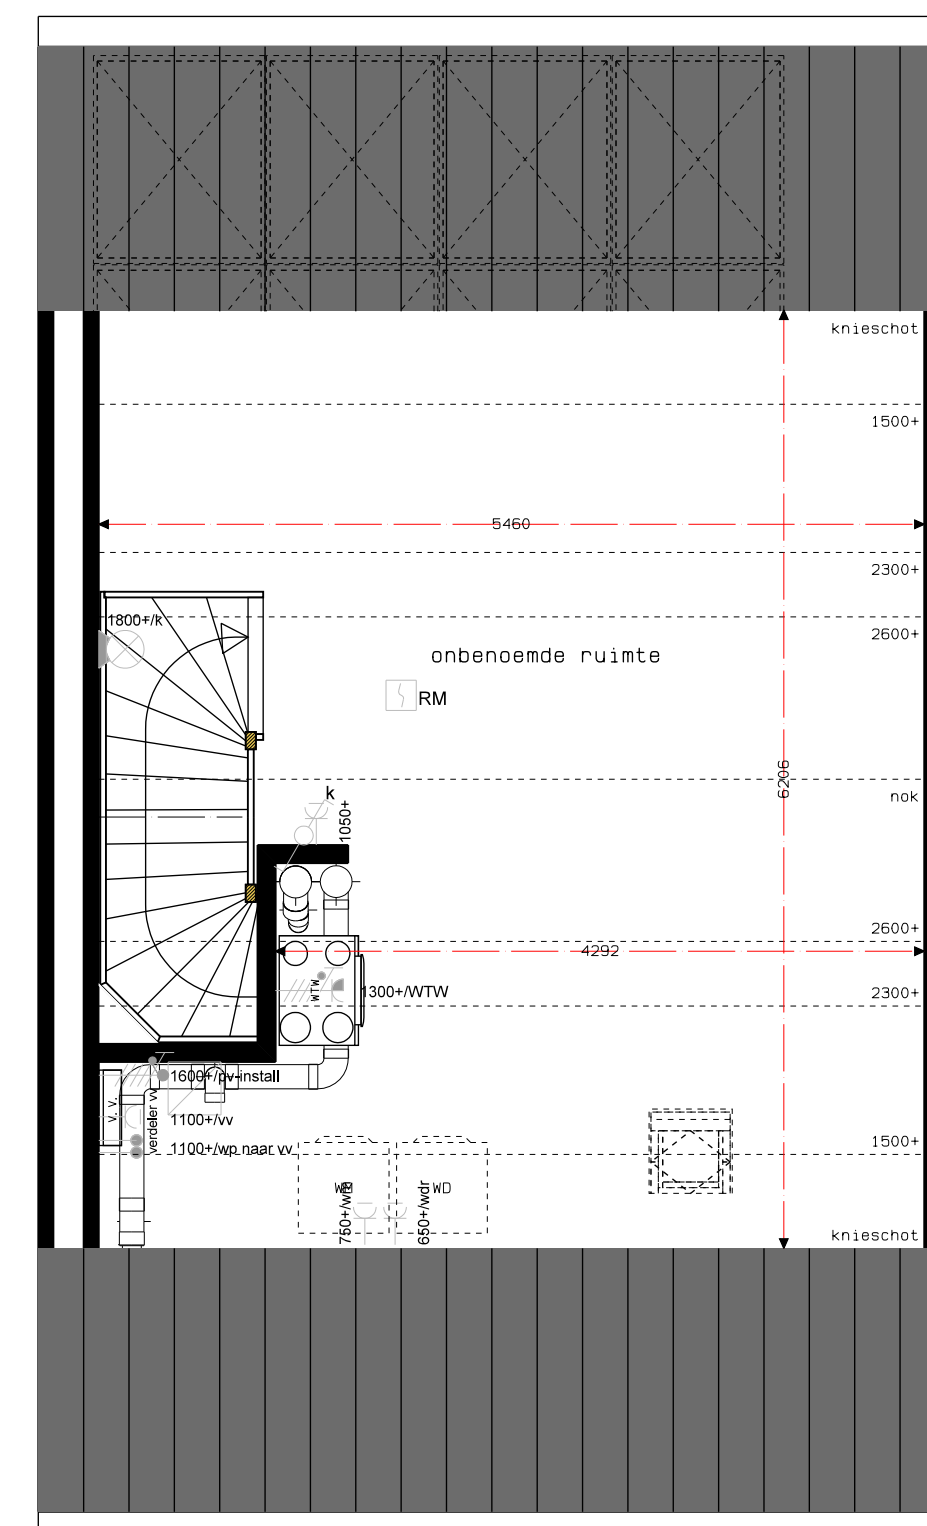 knieschot
1500+
5460
2300+
1800+/k
2600+
onbenoemde ruimte
RM
6206
nok
k
1050+
2600+
4292
WTW
1300+/WTW
2300+
1600+/pv-install
v.v.
verdeler vv
1100+/vv
1100+/wp naar vv
1500+
WD
750+/wm
650+/wdr
knieschot